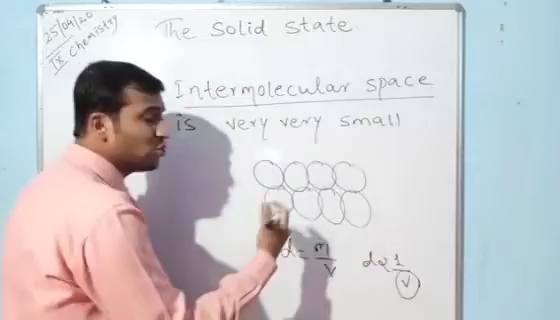 25/04/20
IX Chemistry
The Solid State.
Intermolecular space
is very very small
d = m/v
d ∝ 1/v